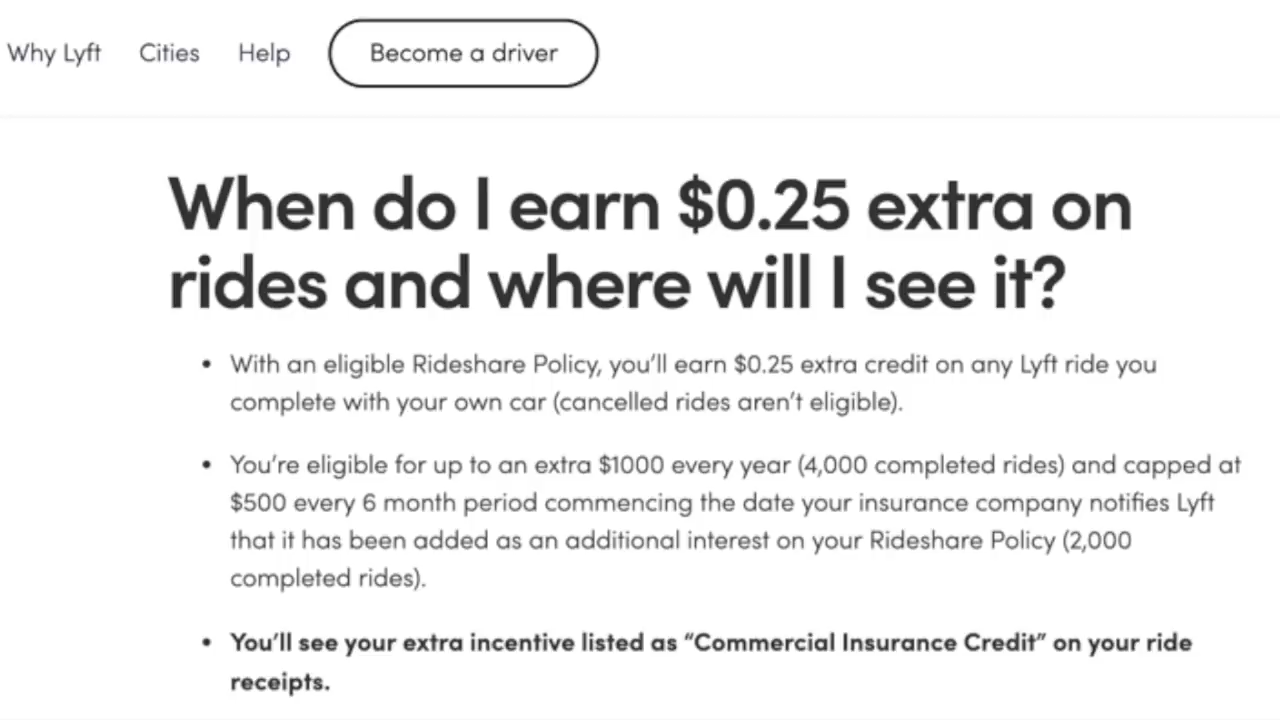 Why Lyft Cities Help Become a driver
When do I earn $0.25 extra on
rides and where will I see it?
• With an eligible Rideshare Policy, you’ll earn $0.25 extra credit on any Lyft ride you
complete with your own car (cancelled rides aren’t eligible).
• You’re eligible for up to an extra $1000 every year (4,000 completed rides) and capped at
$500 every 6 month period commencing the date your insurance company notifies Lyft
that it has been added as an additional interest on your Rideshare Policy (2,000
completed rides).
• You’ll see your extra incentive listed as “Commercial Insurance Credit” on your ride
receipts.